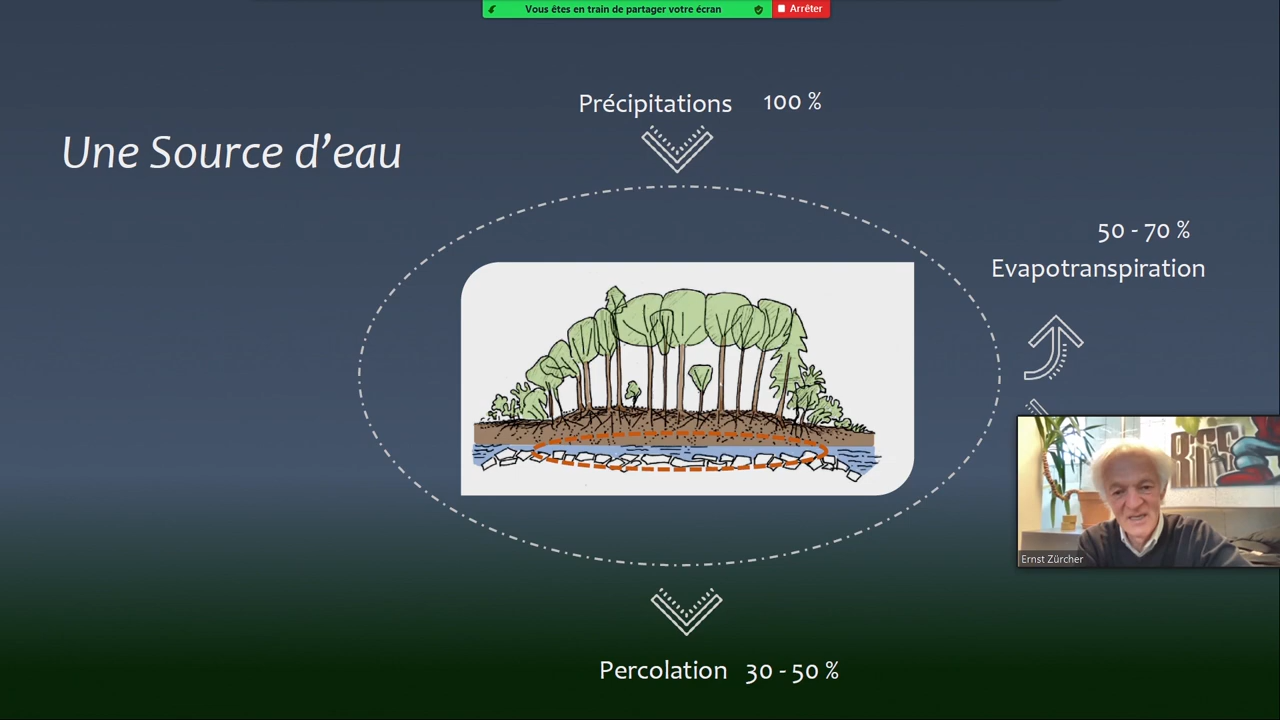 Vous êtes en train de partager votre écran
Arrêter
Précipitations 100 %
Une Source d’eau
50 - 70 %
Evapotranspiration
Ernst Zürcher
Percolation 30 - 50 %